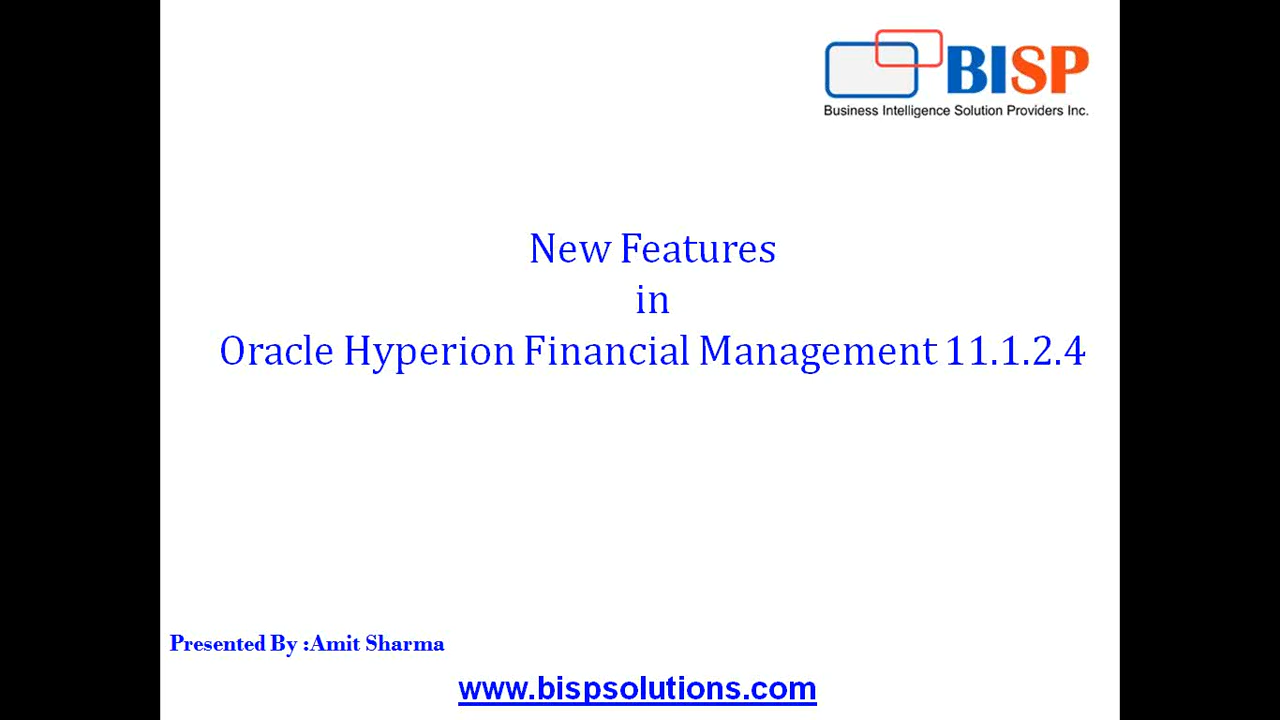 BISP
Business Intelligence Solution Providers Inc.
New Features
in
Oracle Hyperion Financial Management 11.1.2.4
Presented By :Amit Sharma
www.bispsolutions.com